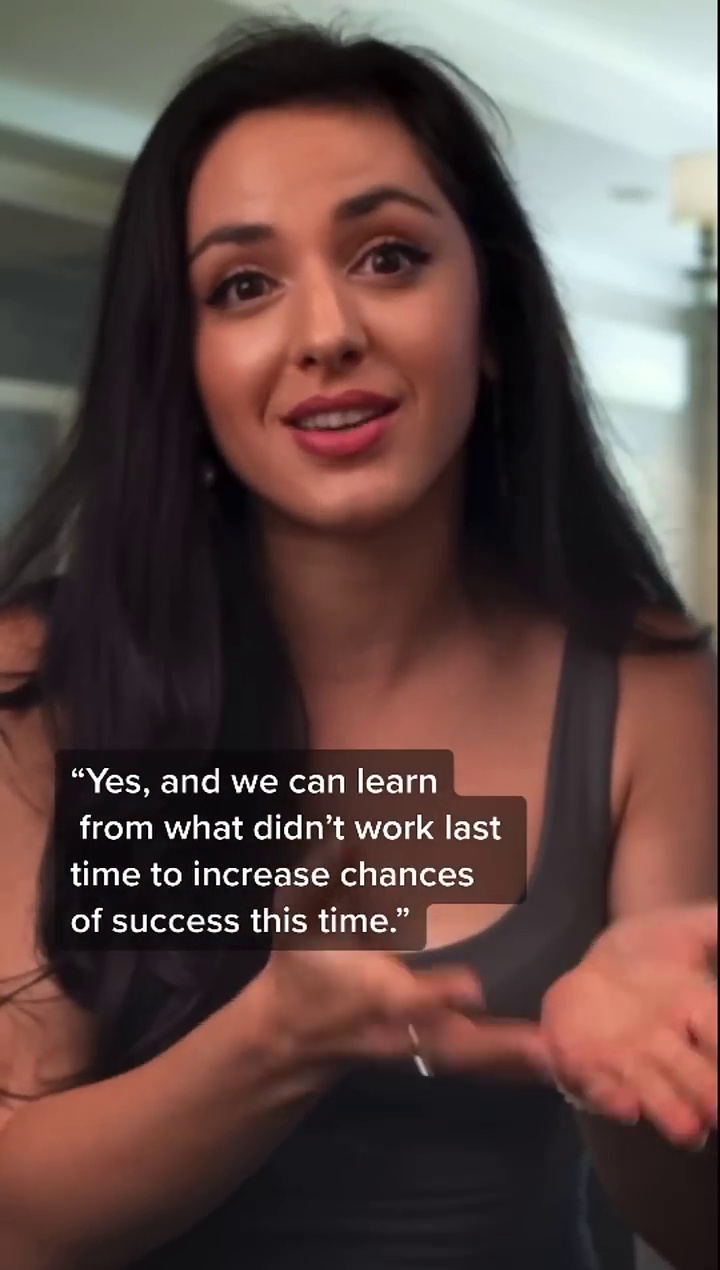 “Yes, and we can learn
from what didn’t work last
time to increase chances
of success this time.”